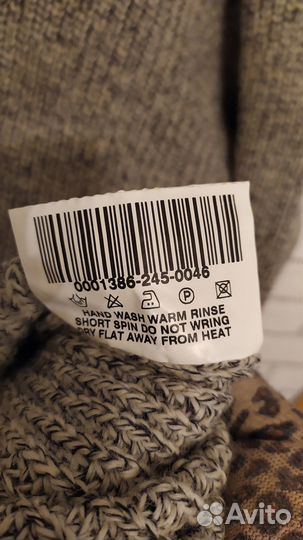 0001386-245-0046
P
HAND WASH WARM RINSE
SHORT SPIN DO NOT WRING
DRY FLAT AWAY FROM HEAT
Avito